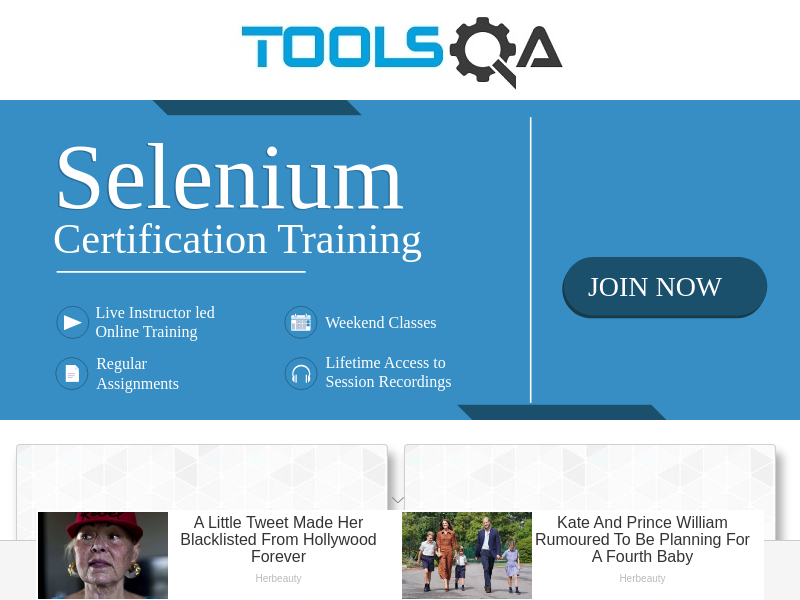 TOOLSQA
Selenium
Certification Training
Live Instructor led
Online Training
Weekend Classes
Regular
Assignments
Lifetime Access to
Session Recordings
JOIN NOW
A Little Tweet Made Her
Blacklisted From Hollywood
Forever
Herbeauty
Kate And Prince William
Rumoured To Be Planning For
A Fourth Baby
Herbeauty